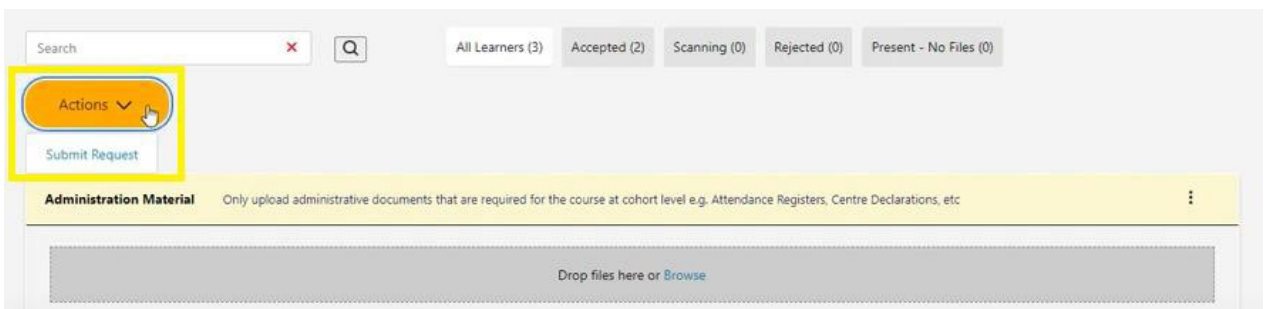 Search
All Learners (3) Accepted (2) Scanning (0) Rejected (0) Present - No Files (0)
Actions
Submit Request
Administration Material Only upload administrative documents that are required for the course at cohort level e.g. Attendance Registers, Centre Declarations, etc
Drop files here or Browse